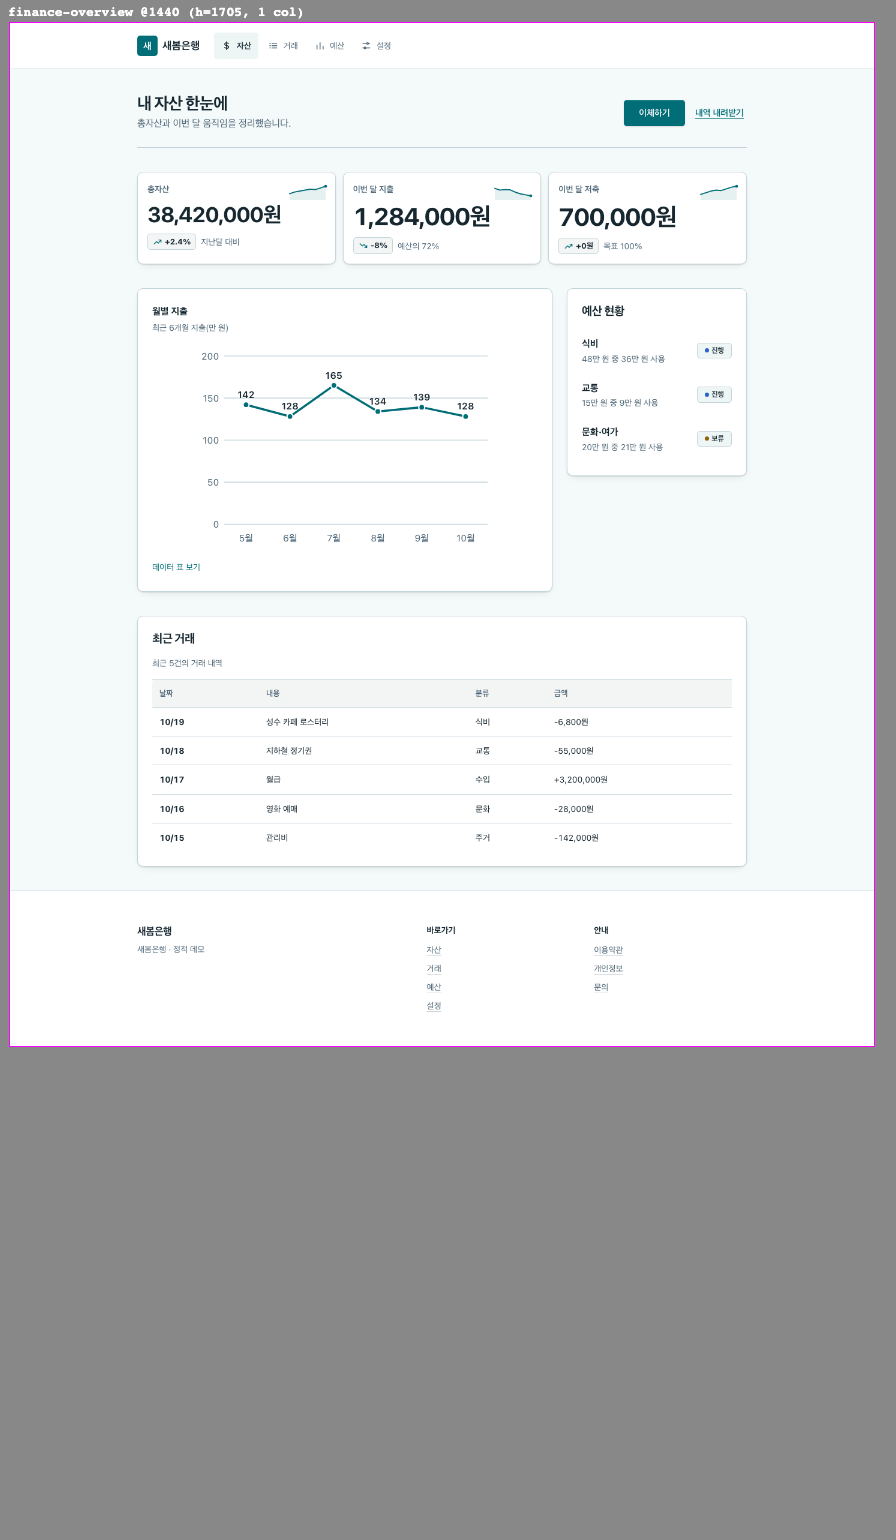 finance-overview @1440 (h=1705, 1 col)
새 새봄은행 $ 자산 거래 예산 설정
내 자산 한눈에
총자산과 이번 달 움직임을 정리했습니다.
이체하기 내역 내려받기
총자산
38,420,000원
+2.4% 지난달 대비
이번 달 지출
1,284,000원
-8% 예산의 72%
이번 달 저축
700,000원
+0원 목표 100%
월별 지출
최근 6개월 지출(만 원)
200
150
100
50
0
142 128 165 134 139 128
5월 6월 7월 8월 9월 10월
데이터 표 보기
예산 현황
식비
48만 원 중 36만 원 사용
진행
교통
15만 원 중 9만 원 사용
진행
문화·여가
20만 원 중 21만 원 사용
보류
최근 거래
최근 5건의 거래 내역
날짜 내용 분류 금액
10/19 성수 카페 로스터리 식비 -6,800원
10/18 지하철 정기권 교통 -55,000원
10/17 월급 수입 +3,200,000원
10/16 영화 예매 문화 -28,000원
10/15 관리비 주거 -142,000원
새봄은행
새봄은행 · 정적 데모
바로가기
자산
거래
예산
설정
안내
이용약관
개인정보
문의